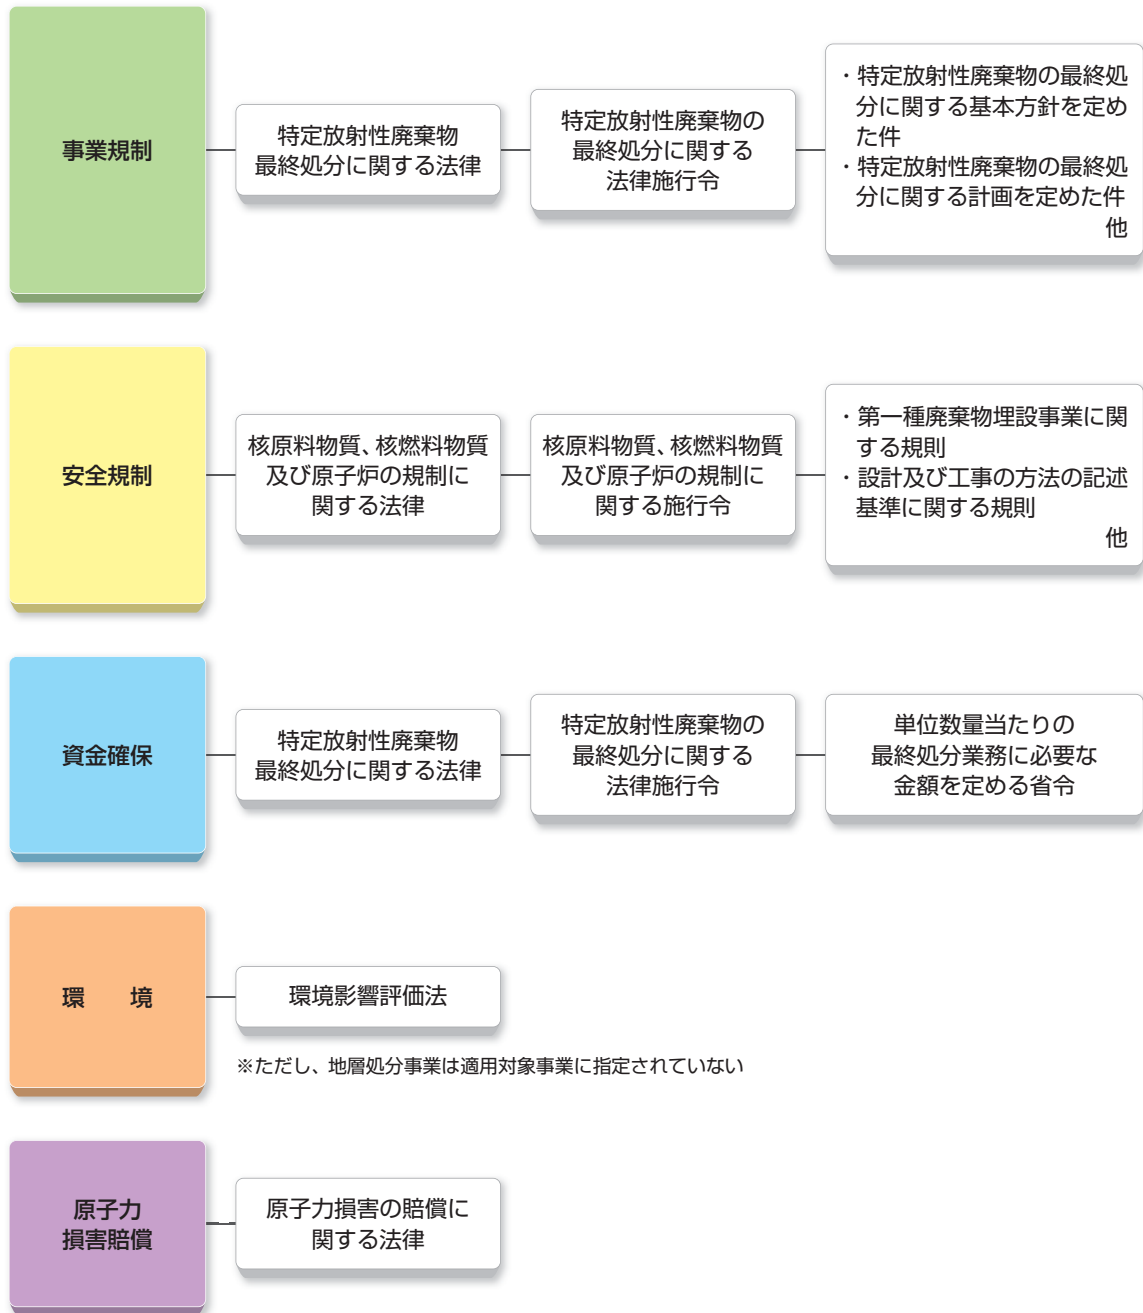 事業規制
特定放射性廃棄物
最終処分に関する法律
特定放射性廃棄物の
最終処分に関する
法律施行令
・特定放射性廃棄物の最終処
分に関する基本方針を定め
た件
・特定放射性廃棄物の最終処
分に関する計画を定めた件
他
安全規制
核原料物質、核燃料物質
及び原子炉の規制に
関する法律
核原料物質、核燃料物質
及び原子炉の規制に
関する施行令
・第一種廃棄物埋設事業に関
する規則
・設計及び工事の方法の記述
基準に関する規則
他
資金確保
特定放射性廃棄物
最終処分に関する法律
特定放射性廃棄物の
最終処分に関する
法律施行令
単位数量当たりの
最終処分業務に必要な
金額を定める省令
環　　境
環境影響評価法
※ただし、地層処分事業は適用対象事業に指定されていない
原子力
損害賠償
原子力損害の賠償に
関する法律